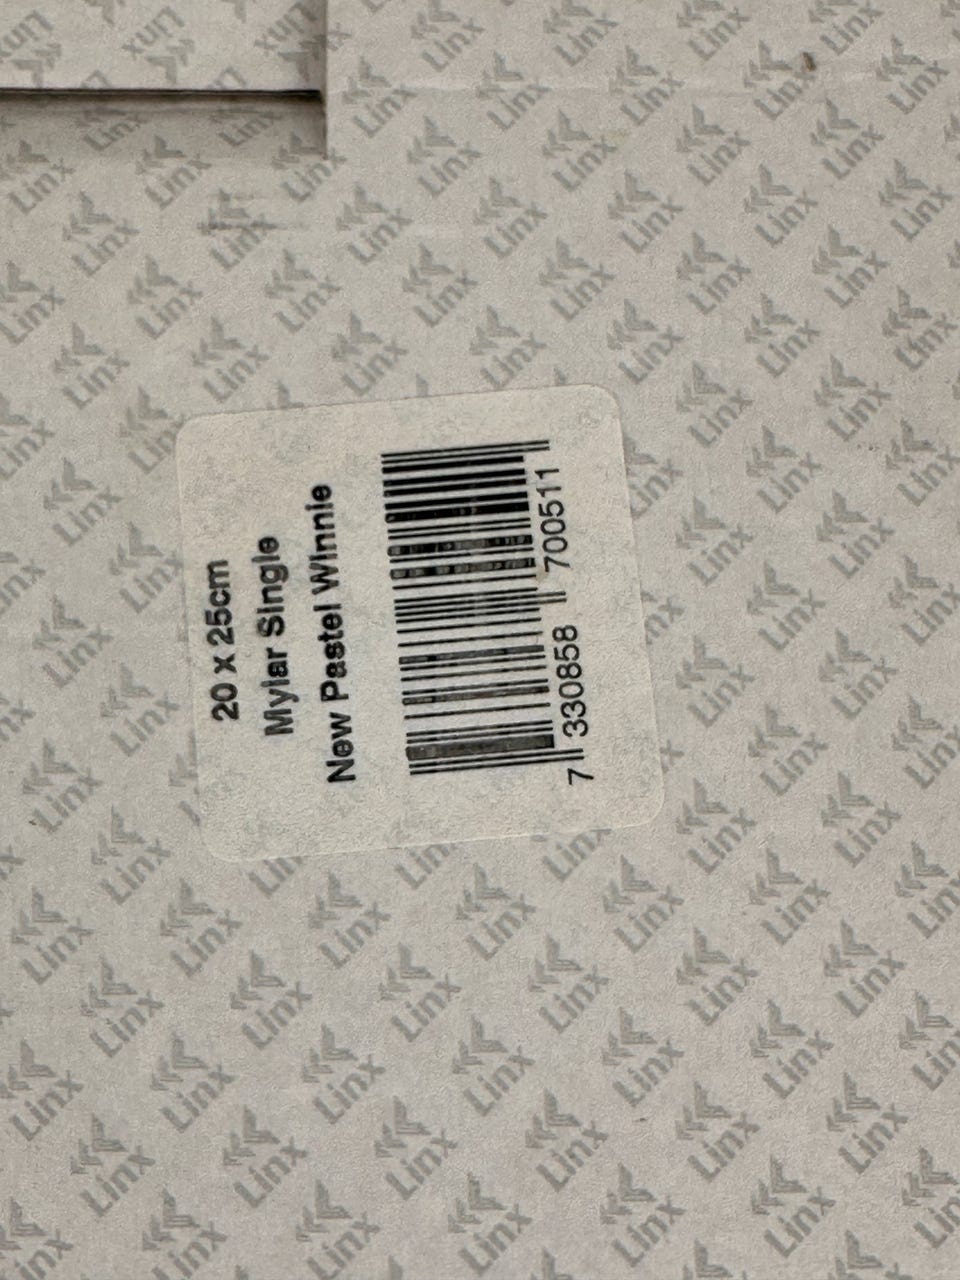 20 x 25cm
Mylar Single
New Pastel Winnie
7 330858 700511
Linx